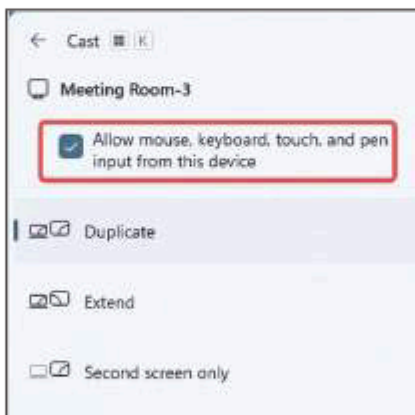 Cast K
Meeting Room-3
Allow mouse, keyboard, touch, and pen
input from this device
Duplicate
Extend
Second screen only